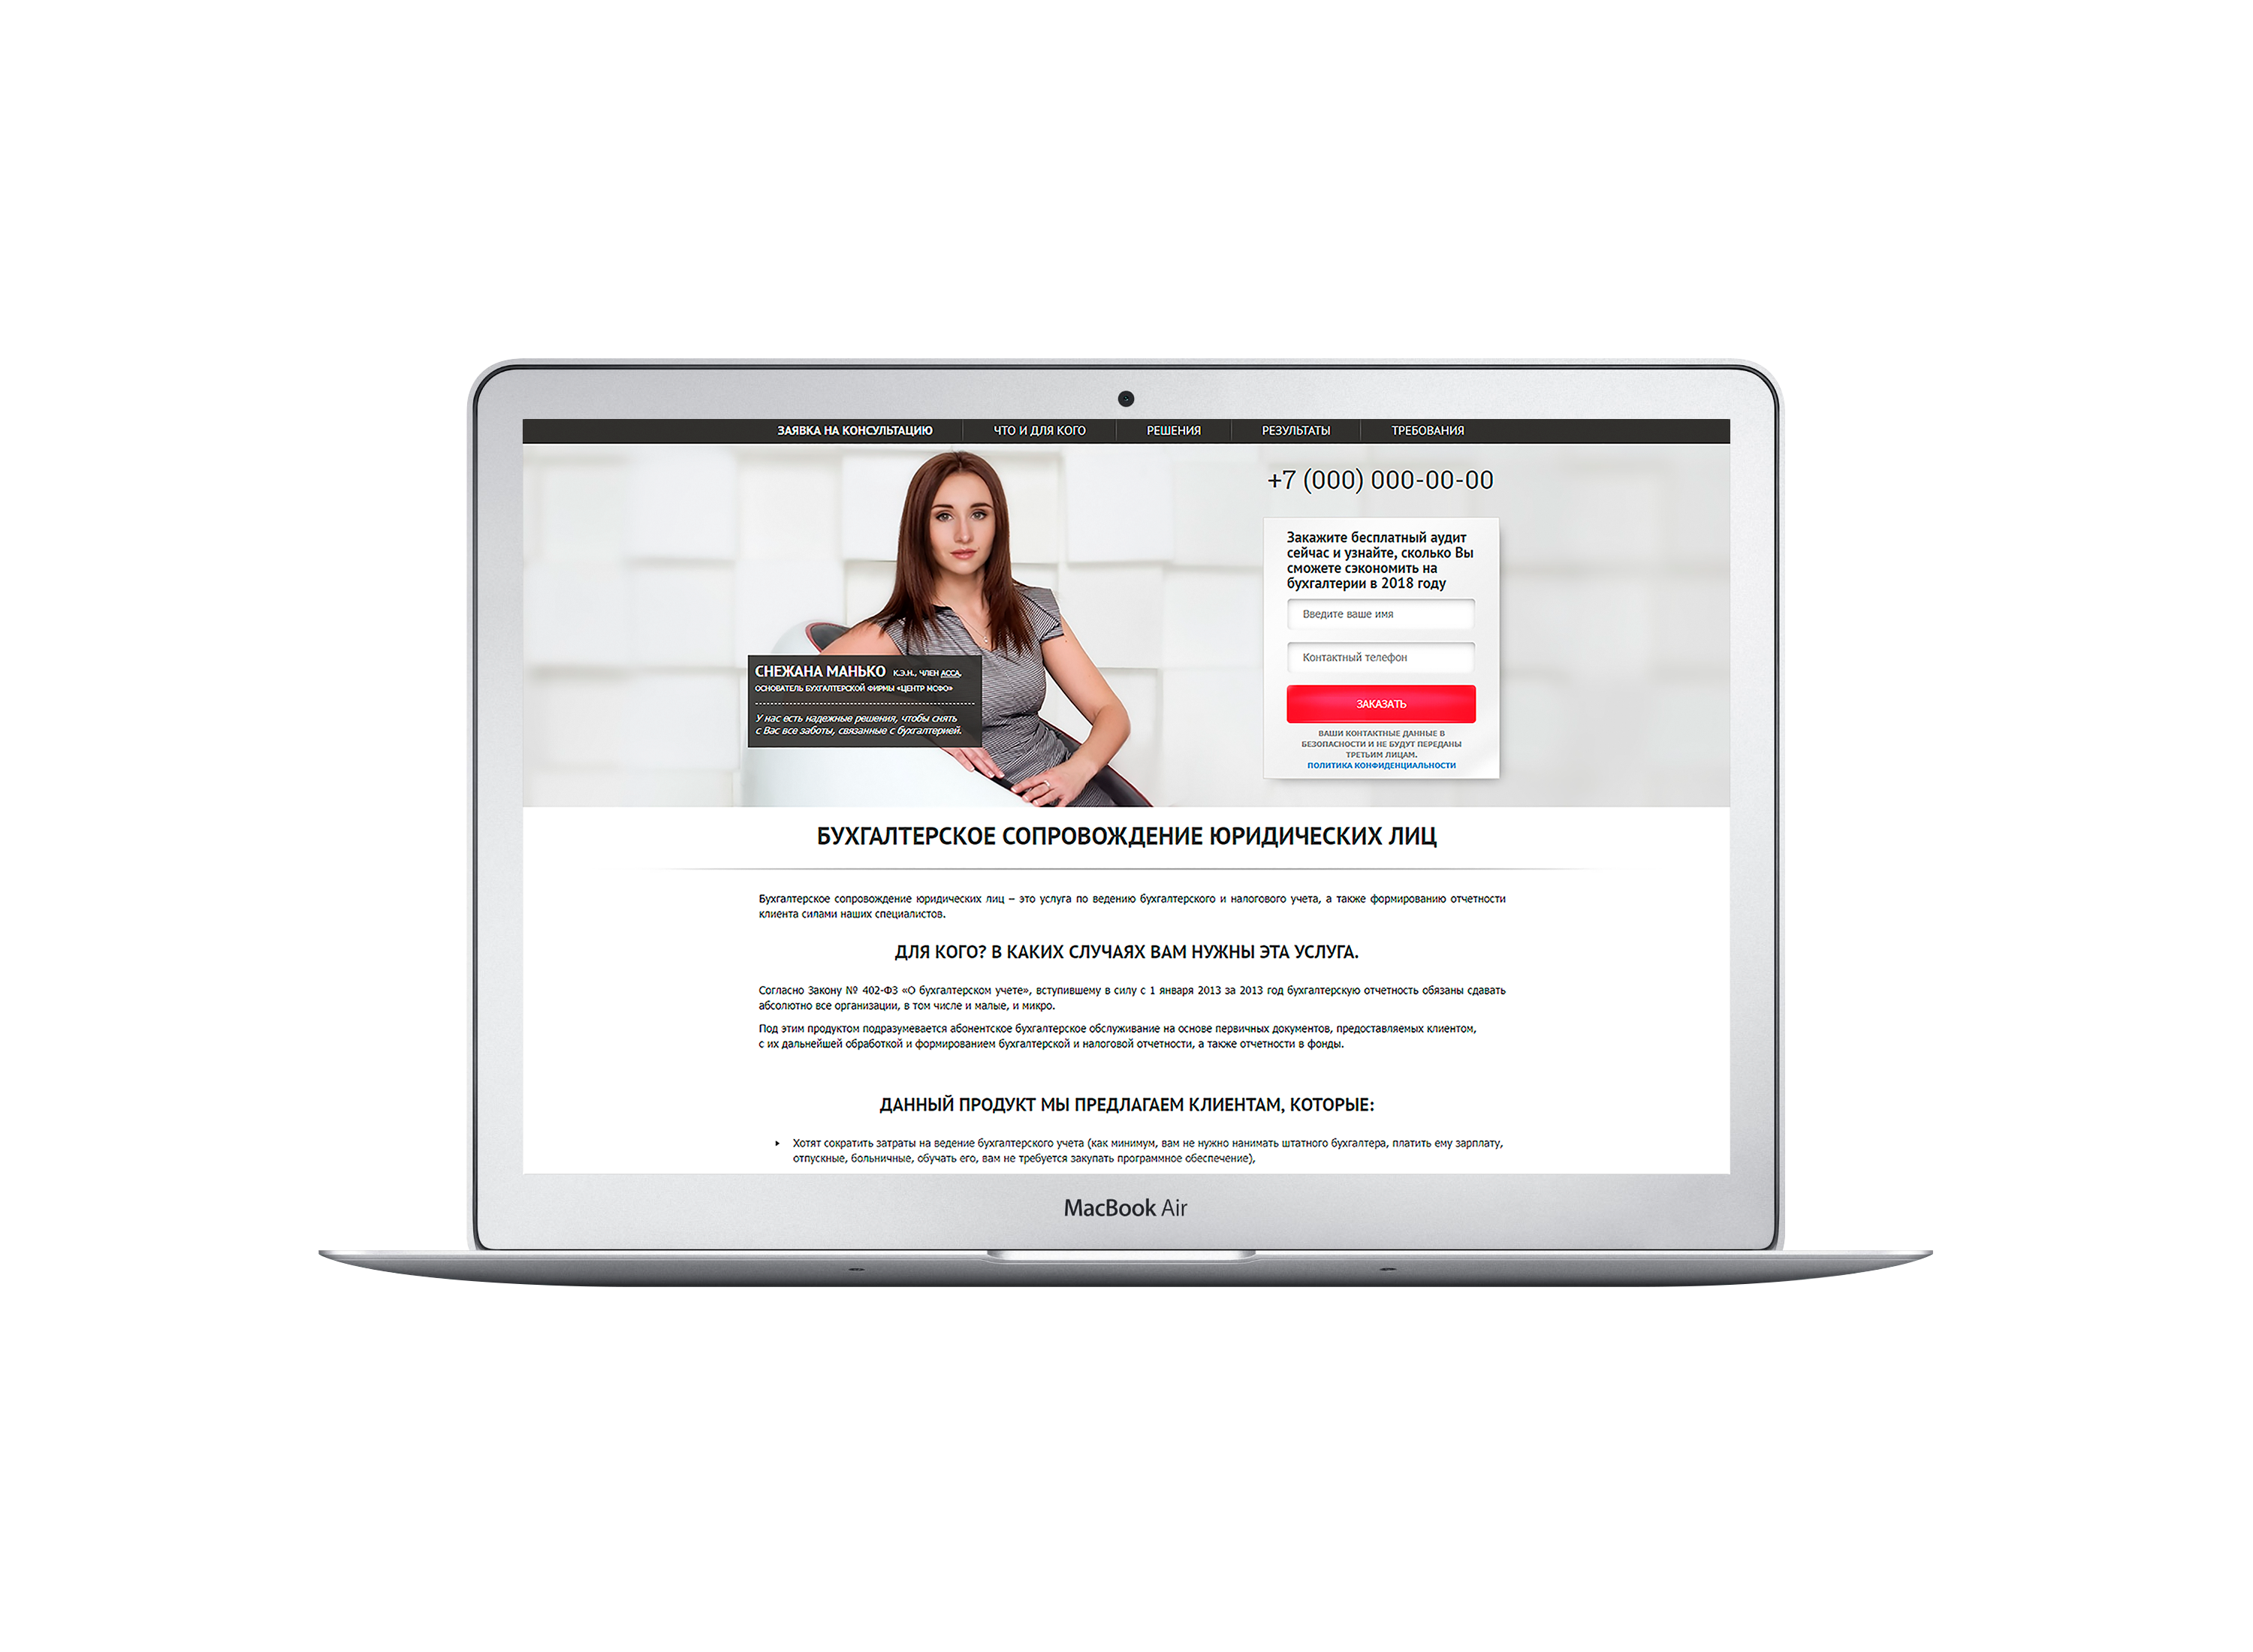 ЗАЯВКА НА КОНСУЛЬТАЦИЮ ЧТО И ДЛЯ КОГО РЕШЕНИЯ РЕЗУЛЬТАТЫ ТРЕБОВАНИЯ
+7 (000) 000-00-00
Закажите бесплатный аудит
сейчас и узнайте, сколько Вы
сможете сэкономить на
бухгалтерии в 2018 году
Введите ваше имя
Контактный телефон
ЗАКАЗАТЬ
ВАШИ КОНТАКТНЫЕ ДАННЫЕ В
БЕЗОПАСНОСТИ И НЕ БУДУТ ПЕРЕДАНЫ
ТРЕТЬИМ ЛИЦАМ.
ПОЛИТИКА КОНФИДЕНЦИАЛЬНОСТИ
СНЕЖАНА МАНЬКО К.Э.Н., ЧЛЕН АССА,
ОСНОВАТЕЛЬ БУХГАЛТЕРСКОЙ ФИРМЫ «ЦЕНТР МСФО»
У нас есть надежные решения, чтобы снять
с Вас все заботы, связанные с бухгалтерией.
БУХГАЛТЕРСКОЕ СОПРОВОЖДЕНИЕ ЮРИДИЧЕСКИХ ЛИЦ
Бухгалтерское сопровождение юридических лиц – это услуга по ведению бухгалтерского и налогового учета, а также формированию отчетности
клиента силами наших специалистов.
ДЛЯ КОГО? В КАКИХ СЛУЧАЯХ ВАМ НУЖНЫ ЭТА УСЛУГА.
Согласно Закону № 402-ФЗ «О бухгалтерском учете», вступившему в силу с 1 января 2013 за 2013 год бухгалтерскую отчетность обязаны сдавать
абсолютно все организации, в том числе и малые, и микро.
Под этим продуктом подразумевается абонентское бухгалтерское обслуживание на основе первичных документов, предоставляемых клиентом,
с их дальнейшей обработкой и формированием бухгалтерской и налоговой отчетности, а также отчетности в фонды.
ДАННЫЙ ПРОДУКТ МЫ ПРЕДЛАГАЕМ КЛИЕНТАМ, КОТОРЫЕ:
Хотят сократить затраты на ведение бухгалтерского учета (как минимум, вам не нужно нанимать штатного бухгалтера, платить ему зарплату,
отпускные, больничные, обучать его, вам не требуется закупать программное обеспечение),
MacBook Air